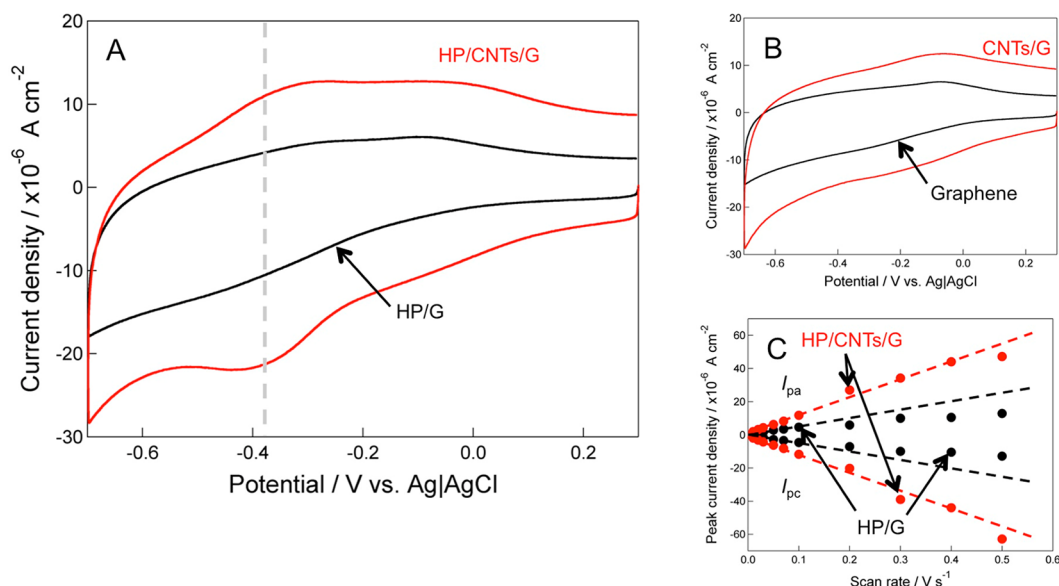 A
HP/CNTs/G
HP/G
20
10
0
-10
-20
-30
-0.6
-0.4
-0.2
0.0
0.2
Current density / x10⁻⁶ A cm⁻²
Potential / V vs. Ag|AgCl
B
CNTs/G
Graphene
20
10
0
-10
-20
-30
-0.6
-0.4
-0.2
0.0
0.2
Current density / x10⁻⁶ A cm⁻²
Potential / V vs. Ag|AgCl
C
HP/CNTs/G
Ipa
Ipc
HP/G
60
40
20
0
-20
-40
-60
0.0
0.1
0.2
0.3
0.4
0.5
0.6
Peak current density / x10⁻⁶ A cm⁻²
Scan rate / V s⁻¹